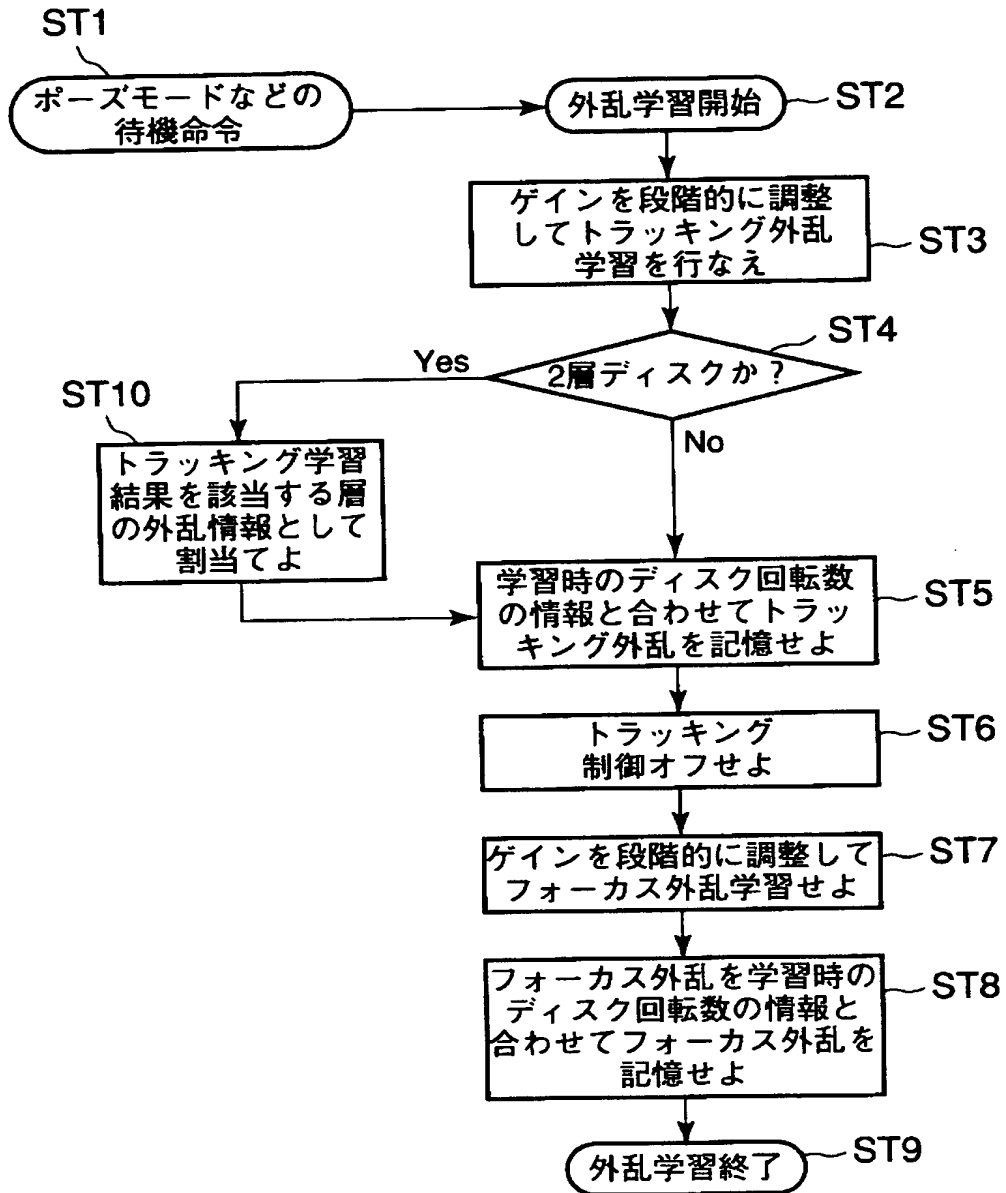 ST1
ポーズモードなどの
待機命令
外乱学習開始
ST2
ゲインを段階的に調整
してトラッキング外乱
学習を行なえ
ST3
ST4
2層ディスクか？
Yes
No
ST10
トラッキング学習
結果を該当する層
の外乱情報として
割当てよ
学習時のディスク回転数
の情報と合わせてトラッ
キング外乱を記憶せよ
ST5
トラッキング
制御オフせよ
ST6
ゲインを段階的に調整して
フォーカス外乱学習せよ
ST7
フォーカス外乱を学習時の
ディスク回転数の情報と
合わせてフォーカス外乱を
記憶せよ
ST8
外乱学習終了
ST9